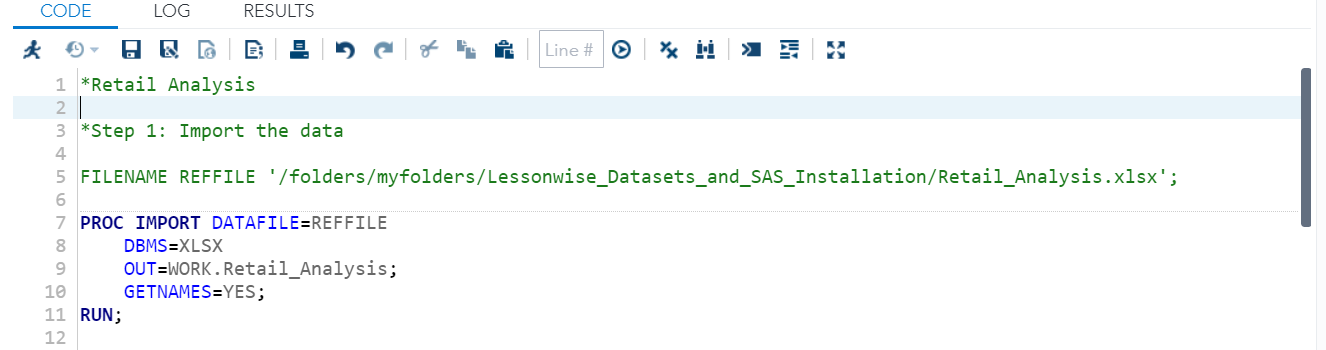 CODE LOG RESULTS
Line #
1 *Retail Analysis
2
3 *Step 1: Import the data
4
5 FILENAME REFFILE '/folders/myfolders/Lessonwise_Datasets_and_SAS_Installation/Retail_Analysis.xlsx';
6
7 PROC IMPORT DATAFILE=REFFILE
8 DBMS=XLSX
9 OUT=WORK.Retail_Analysis;
10 GETNAMES=YES;
11 RUN;
12